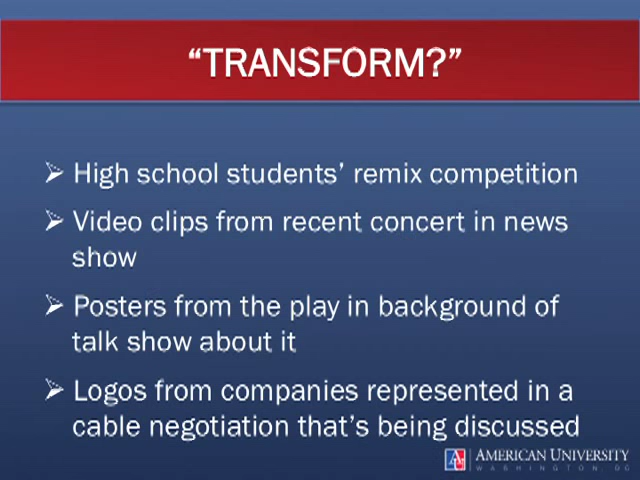 “TRANSFORM?”
➢ High school students’ remix competition
➢ Video clips from recent concert in news
show
➢ Posters from the play in background of
talk show about it
➢ Logos from companies represented in a
cable negotiation that’s being discussed
AMERICAN UNIVERSITY
WASHINGTON, DC